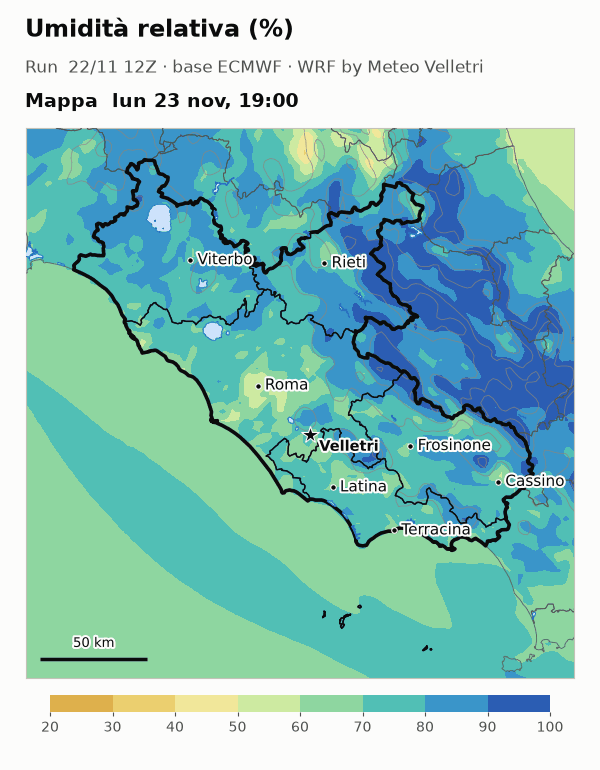 Umidità relativa (%)
Run  22/11 12Z · base ECMWF · WRF by Meteo Velletri
Mappa  lun 23 nov, 19:00
Viterbo
Rieti
Roma
Velletri
Frosinone
Cassino
Latina
Terracina
50 km
20 30 40 50 60 70 80 90 100